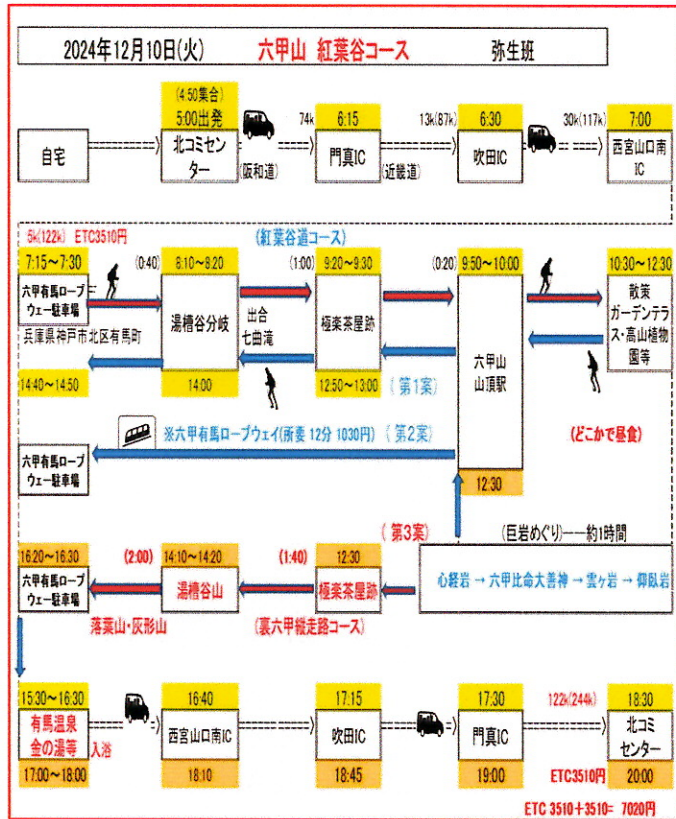 2024年12月10日(火) 六甲山 紅葉谷コース 弥生班
(4:50集合)
5:00出発 74k 6:15 13k(87k) 6:30 30k(117k) 7:00
自宅 北コミセンター (阪和道) 門真IC (近畿道) 吹田IC 西宮山口南IC
5k(122k) ETC3510円 (紅葉谷道コース)
7:15～7:30 (0:40) 8:10～8:20 (1:00) 9:20～9:30 (0:20) 9:50～10:00 10:30～12:30
六甲有馬ロープウェー駐車場 湯槽谷分岐 出合 七曲滝 極楽茶屋跡 六甲山山頂駅 散策 ガーデンテラス・高山植物園等
兵庫県神戸市北区有馬町
14:40～14:50 14:00 12:50～13:00 (第1案)
六甲有馬ロープウェー駐車場 ※六甲有馬ロープウェイ(所要 12分 1030円) (第2案) (どこかで昼食)
12:30
(第3案) (巨岩めぐり)──約1時間
16:20～16:30 (2:00) 14:10～14:20 (1:40) 12:30
六甲有馬ロープウェー駐車場 湯槽谷山 極楽茶屋跡 心経岩 → 六甲比命大善神 → 雲ヶ岩 → 仰臥岩
落葉山・灰形山 (裏六甲縦走路コース)
15:30～16:30 16:40 17:15 17:30 122k(244k) 18:30
有馬温泉 金の湯等 入浴 西宮山口南IC 吹田IC 門真IC 北コミセンター
17:00～18:00 18:10 18:45 19:00 ETC3510円 20:00
ETC 3510+3510= 7020円